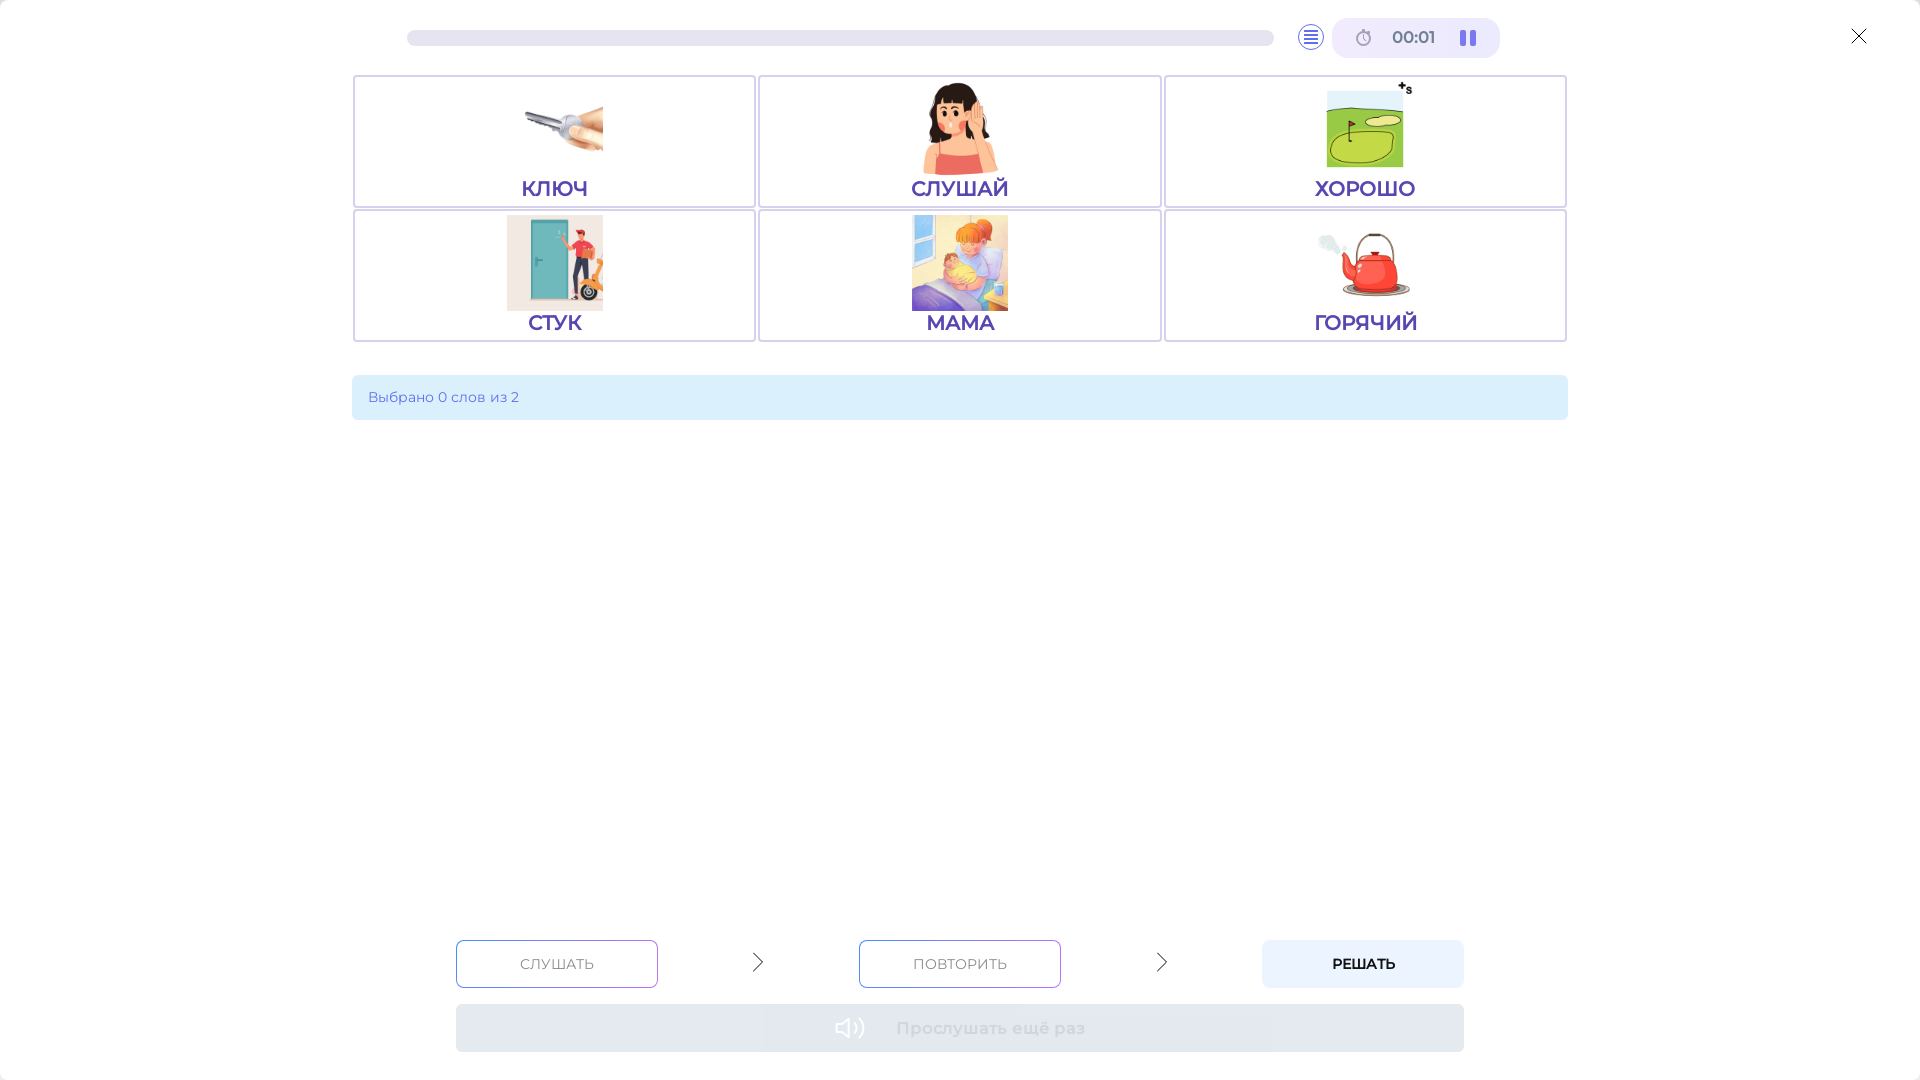 00:01
КЛЮЧ
СЛУШАЙ
+s
ХОРОШО
СТУК
МАМА
ГОРЯЧИЙ
Выбрано 0 слов из 2
СЛУШАТЬ
ПОВТОРИТЬ
РЕШАТЬ
Прослушать ещё раз